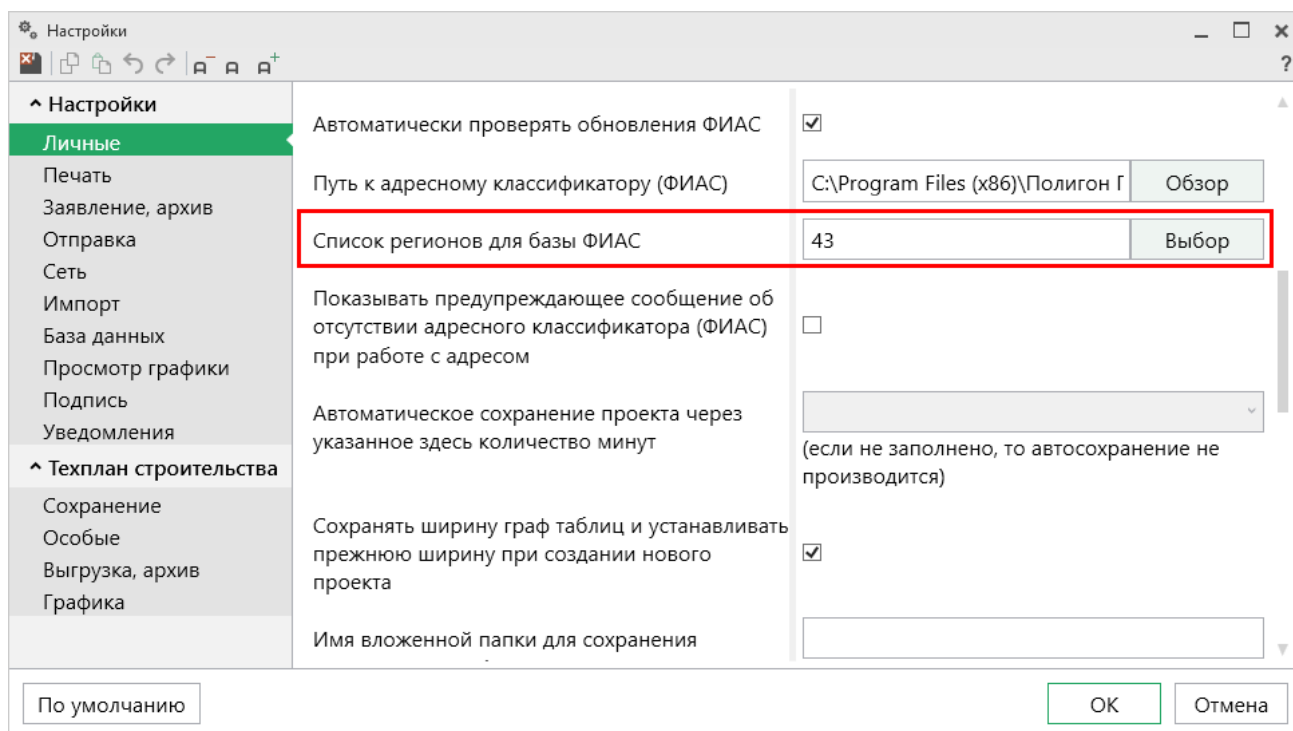 Настройки
?
Настройки
Личные
Печать
Заявление, архив
Отправка
Сеть
Импорт
База данных
Просмотр графики
Подпись
Уведомления
Техплан строительства
Сохранение
Особые
Выгрузка, архив
Графика
Автоматически проверять обновления ФИАС
Путь к адресному классификатору (ФИАС)
C:\Program Files (x86)\Полигон
Обзор
Список регионов для базы ФИАС
43
Выбор
Показывать предупреждающее сообщение об
отсутствии адресного классификатора (ФИАС)
при работе с адресом
Автоматическое сохранение проекта через
указанное здесь количество минут
(если не заполнено, то автосохранение не
производится)
Сохранять ширину граф таблиц и устанавливать
прежнюю ширину при создании нового
проекта
Имя вложенной папки для сохранения
По умолчанию
ОК
Отмена